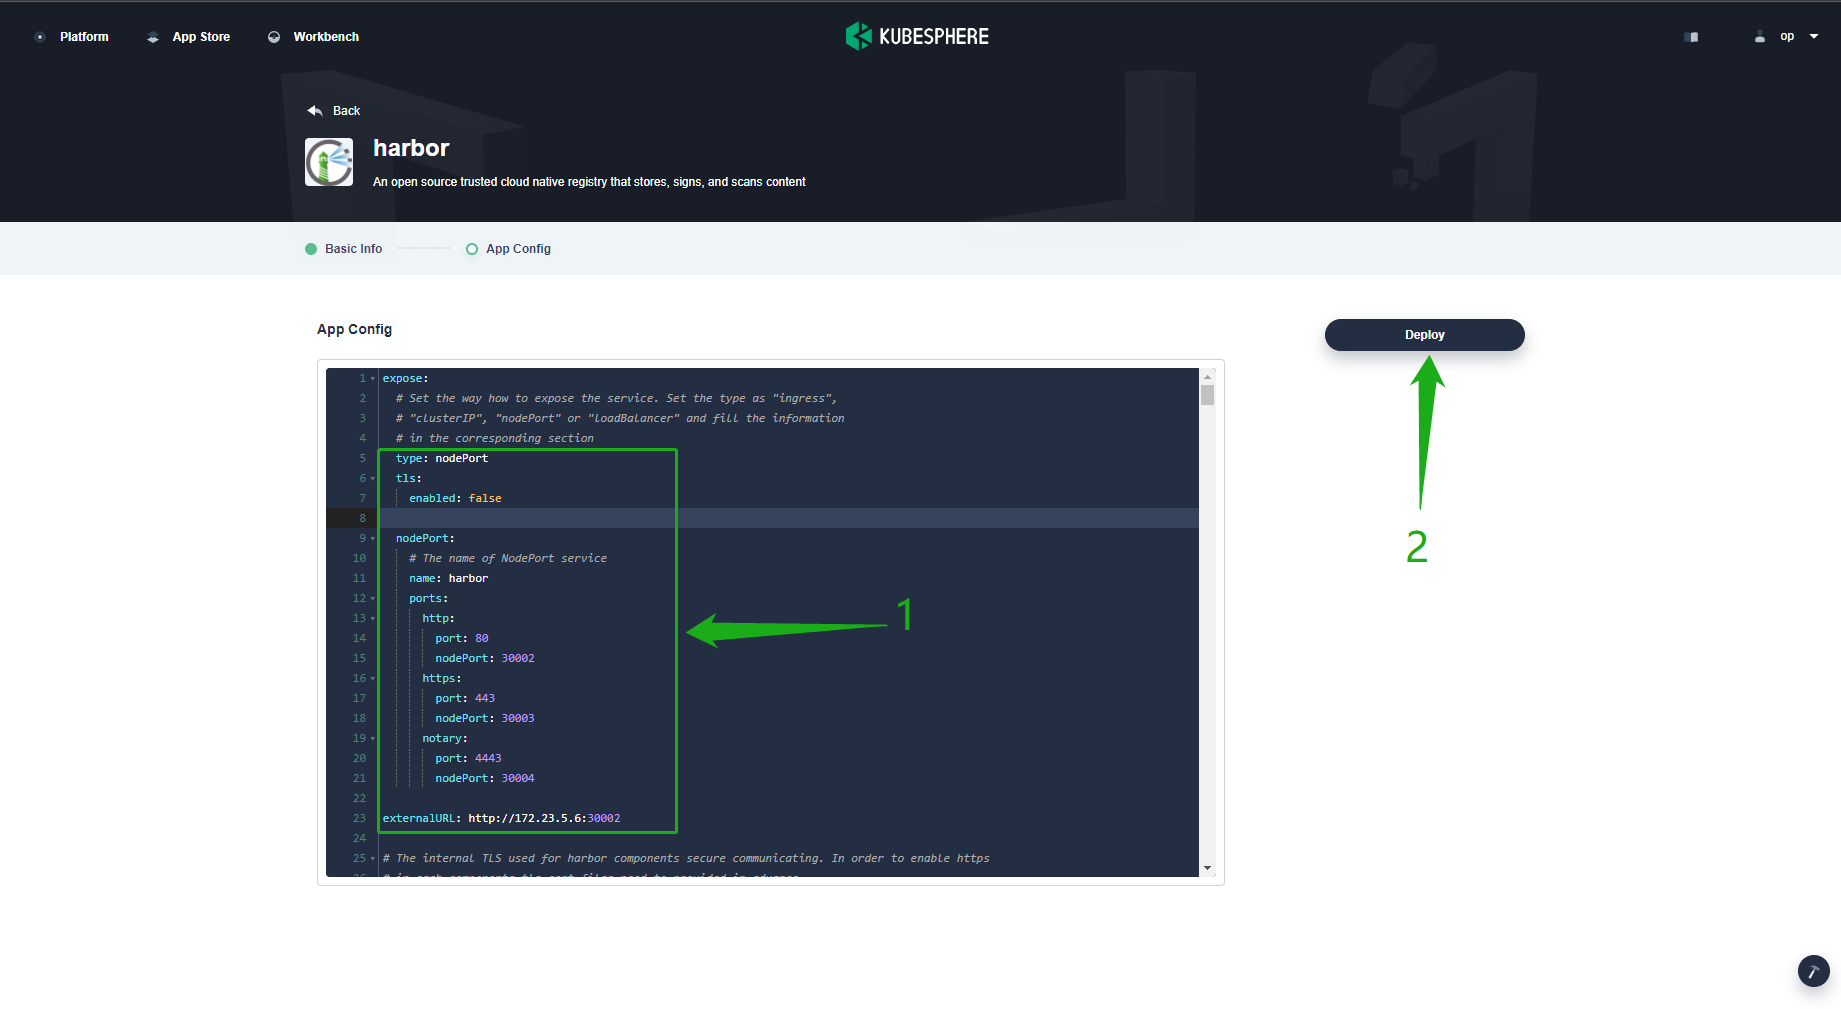 Platform
App Store
Workbench
KUBESPHERE
op
Back
harbor
An open source trusted cloud native registry that stores, signs, and scans content
Basic Info
App Config
App Config
Deploy
1 expose:
2 # Set the way how to expose the service. Set the type as "ingress",
3 # "clusterIP", "nodePort" or "loadBalancer" and fill the information
4 # in the corresponding section
5 type: nodePort
6 tls:
7 enabled: false
8
9 nodePort:
10 # The name of NodePort service
11 name: harbor
12 ports:
13 http:
14 port: 80
15 nodePort: 30002
16 https:
17 port: 443
18 nodePort: 30003
19 notary:
20 port: 4443
21 nodePort: 30004
22
23 externalURL: http://172.23.5.6:30002
24
25 # The internal TLS used for harbor components secure communicating. In order to enable https
1
2